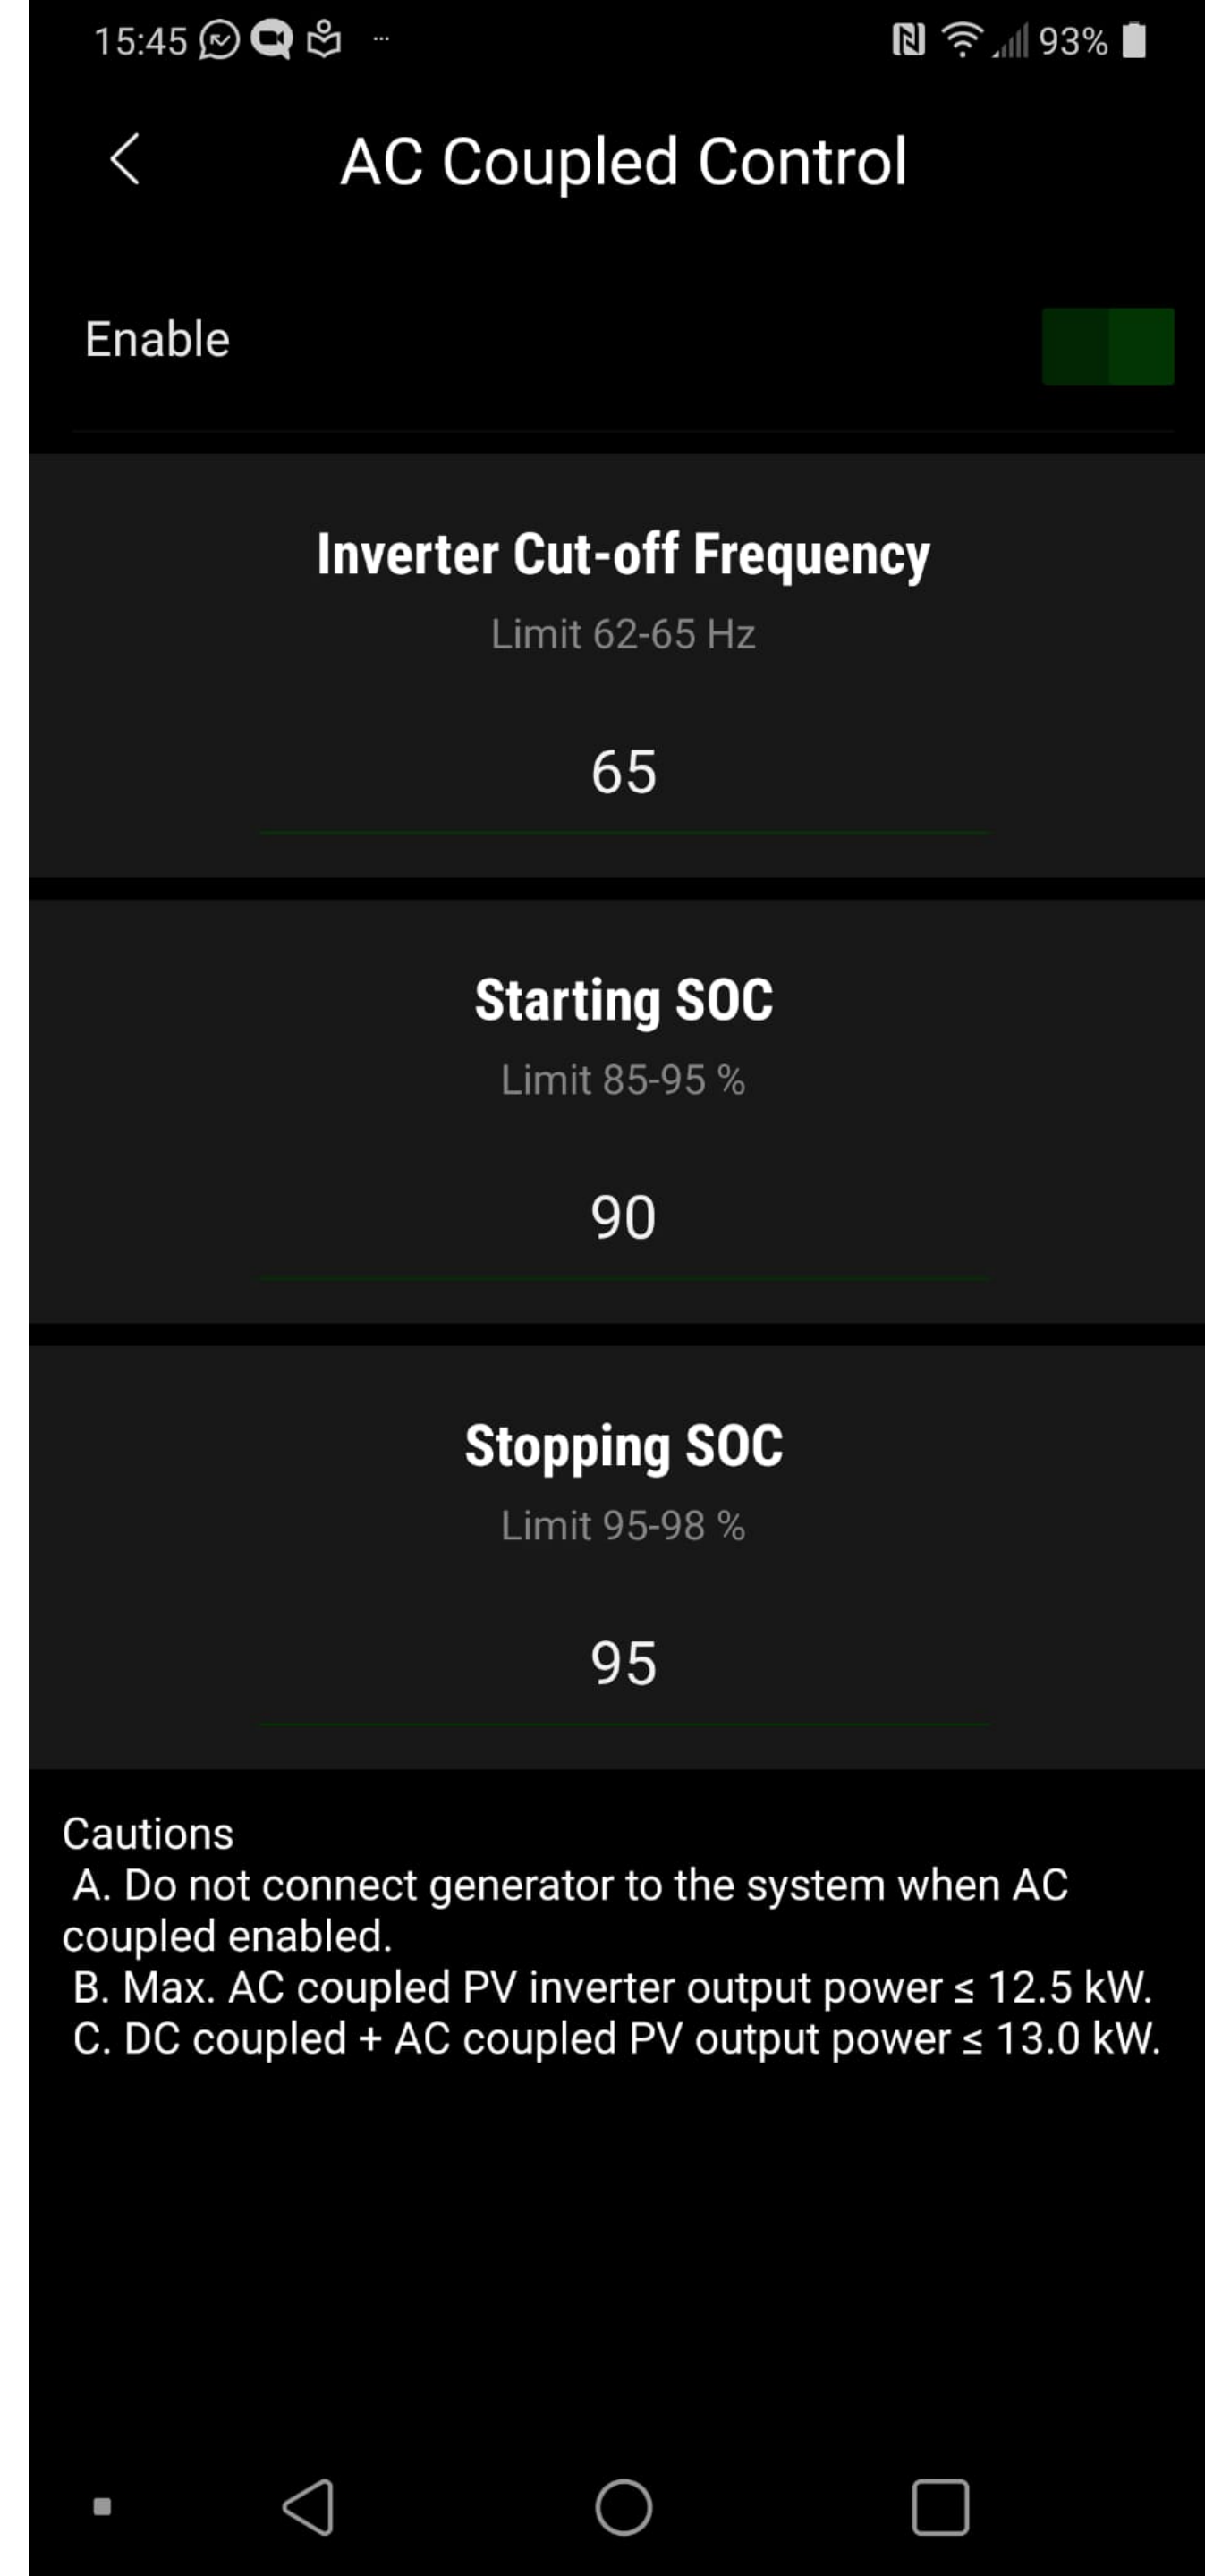 15:45 ... 93%
AC Coupled Control
Enable
Inverter Cut-off Frequency
Limit 62-65 Hz
65
Starting SOC
Limit 85-95 %
90
Stopping SOC
Limit 95-98 %
95
Cautions
A. Do not connect generator to the system when AC
coupled enabled.
B. Max. AC coupled PV inverter output power ≤ 12.5 kW.
C. DC coupled + AC coupled PV output power ≤ 13.0 kW.